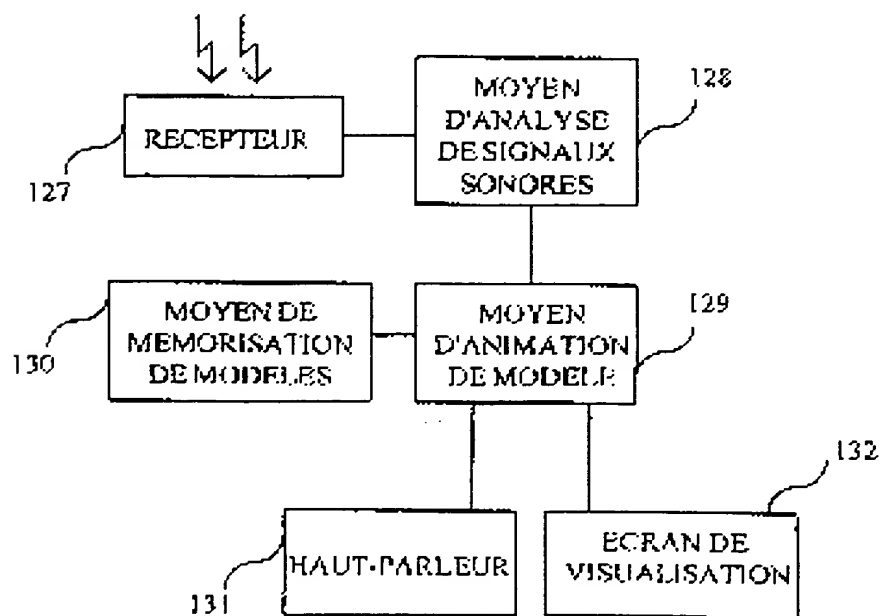 RECEPTEUR
127
MOYEN
D'ANALYSE
DE SIGNAUX
SONORES
128
MOYEN DE
MEMORISATION
DE MODELES
130
MOYEN
D'ANIMATION
DE MODELE
129
HAUT-PARLEUR
131
ECRAN DE
VISUALISATION
132